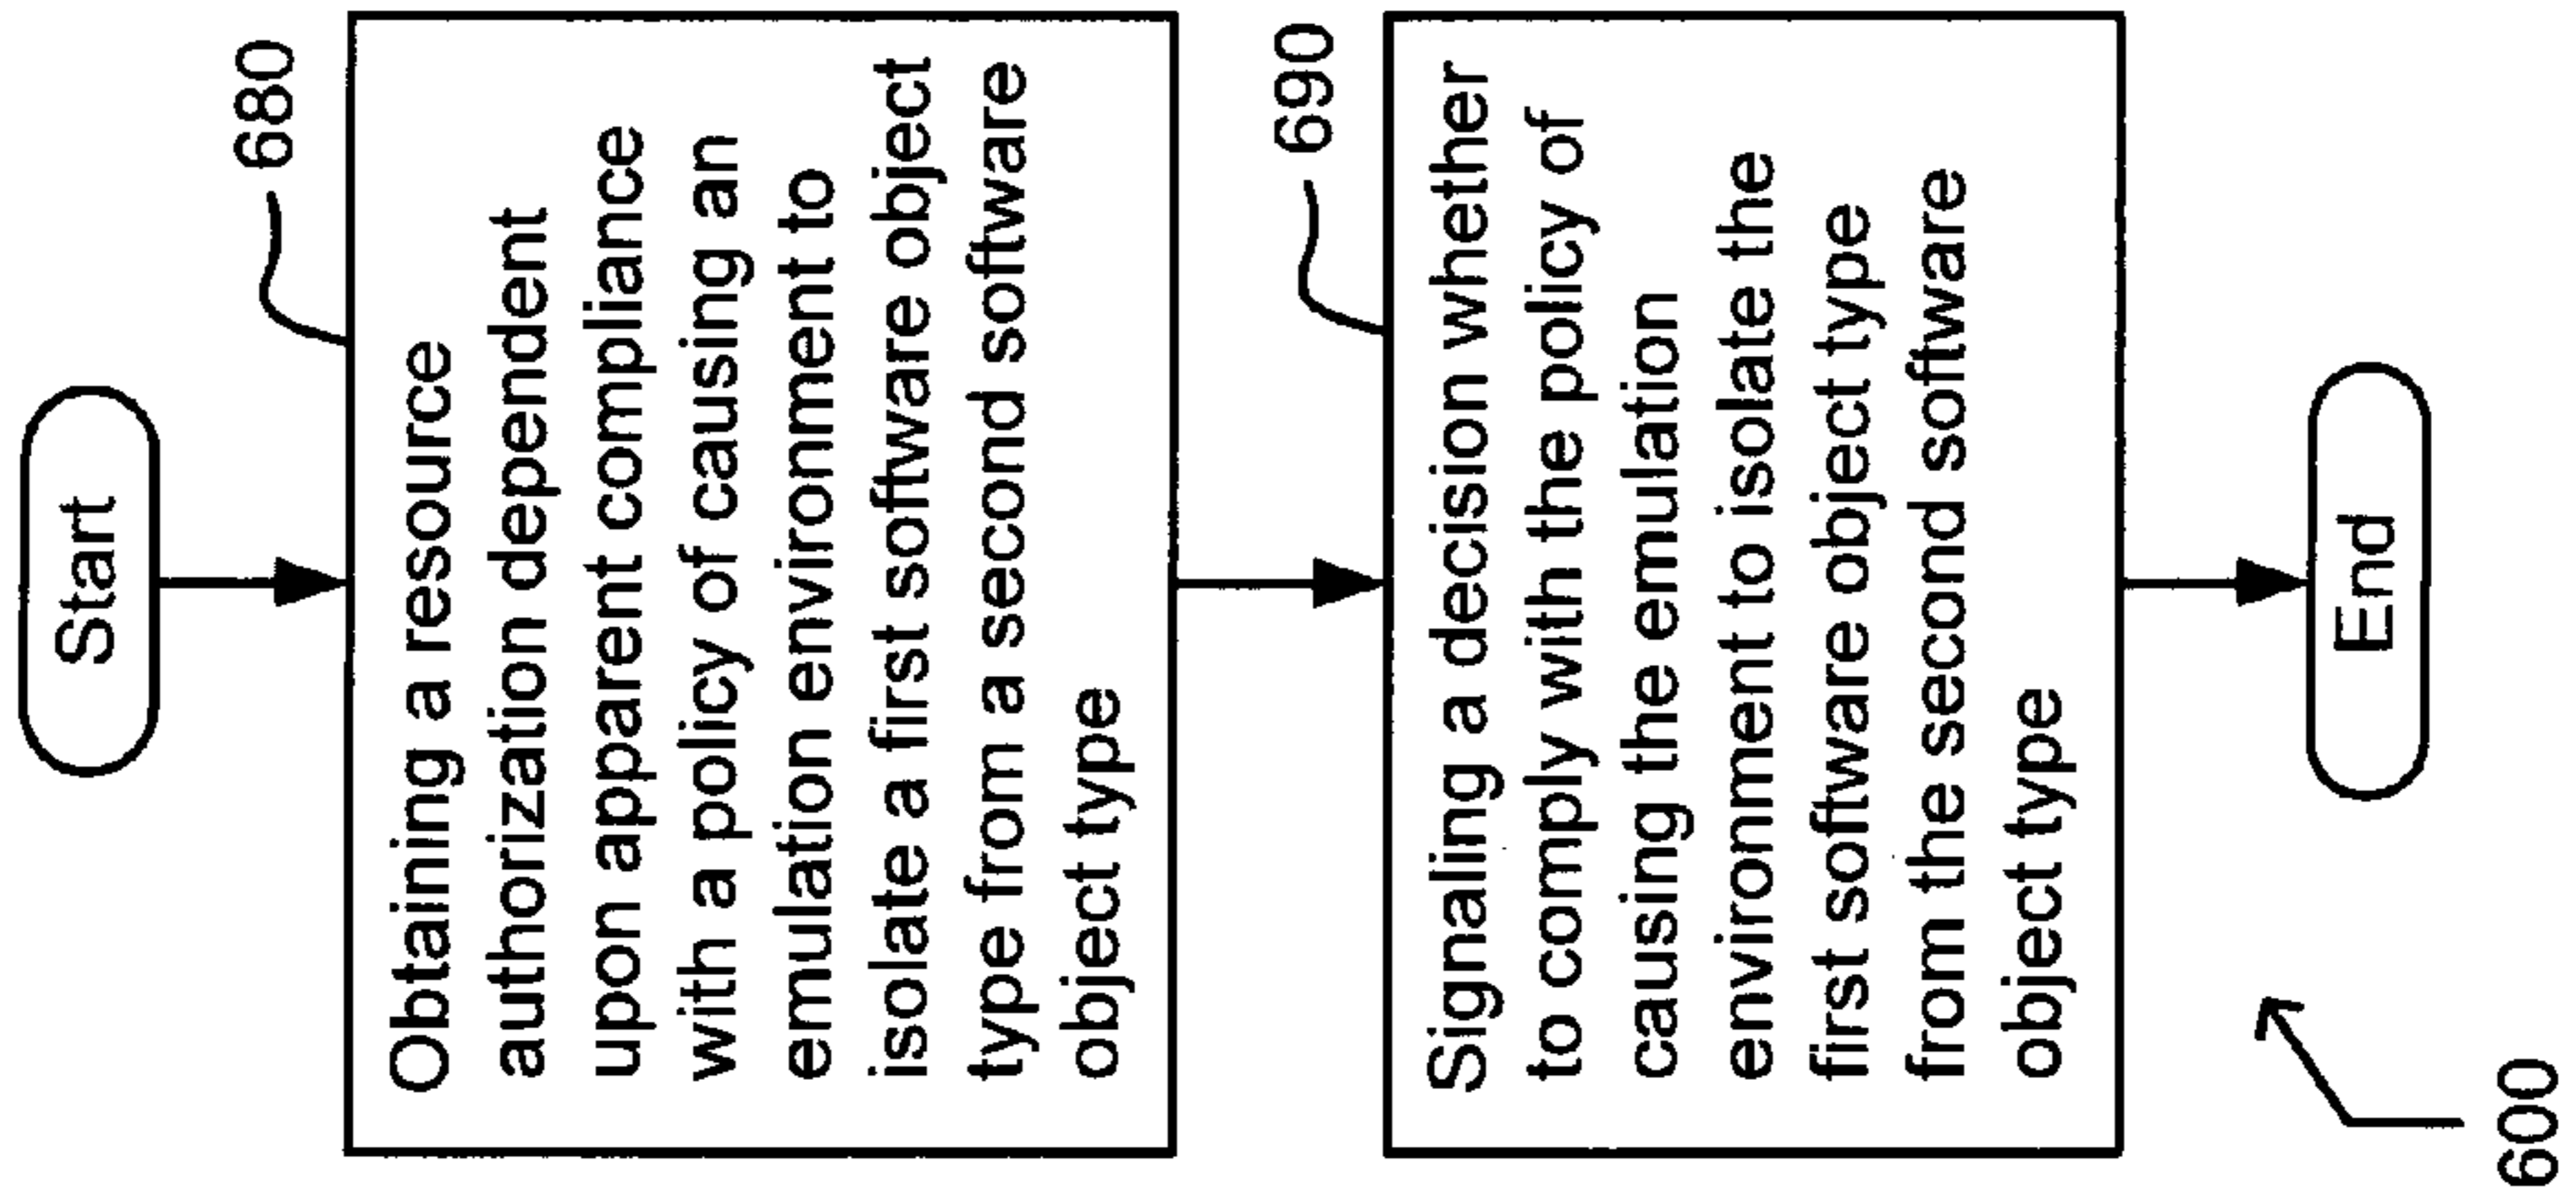 Start
680
Obtaining a resource
authorization dependent
upon apparent compliance
with a policy of causing an
emulation environment to
isolate a first software object
type from a second software
object type
690
Signaling a decision whether
to comply with the policy of
causing the emulation
environment to isolate the
first software object type
from the second software
object type
End
600